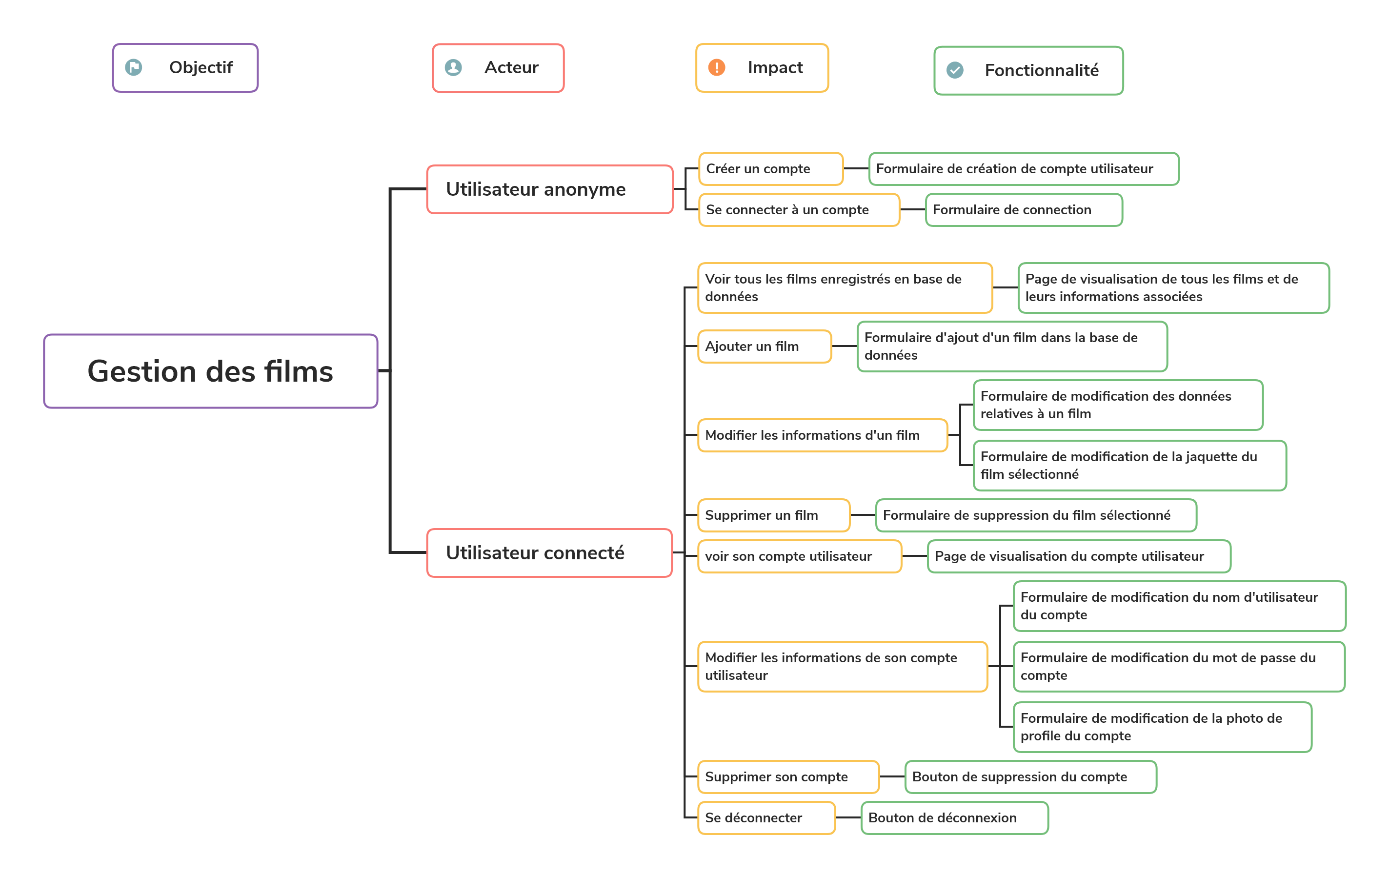 Objectif
Acteur
Impact
Fonctionnalité
Gestion des films
Utilisateur anonyme
Créer un compte
Formulaire de création de compte utilisateur
Se connecter à un compte
Formulaire de connection
Utilisateur connecté
Voir tous les films enregistrés en base de
données
Page de visualisation de tous les films et de
leurs informations associées
Ajouter un film
Formulaire d'ajout d'un film dans la base de
données
Modifier les informations d'un film
Formulaire de modification des données
relatives à un film
Formulaire de modification de la jaquette du
film sélectionné
Supprimer un film
Formulaire de suppression du film sélectionné
voir son compte utilisateur
Page de visualisation du compte utilisateur
Modifier les informations de son compte
utilisateur
Formulaire de modification du nom d'utilisateur
du compte
Formulaire de modification du mot de passe du
compte
Formulaire de modification de la photo de
profile du compte
Supprimer son compte
Bouton de suppression du compte
Se déconnecter
Bouton de déconnexion